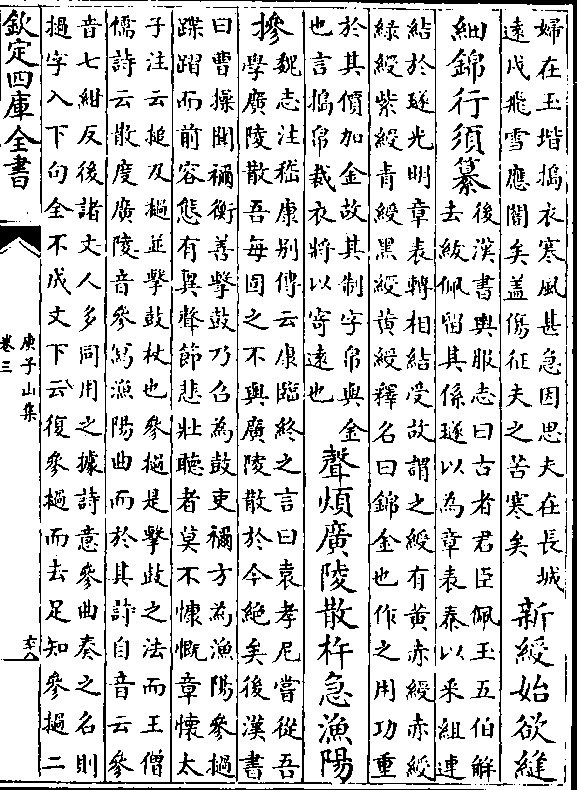 婦在玉堦搗衣寒風甚急因思夫在長城
遠戍飛雪應闇矣盖傷征夫之苦寒矣
新綬始欲縫
細錦行須纂
後漢書輿服志曰古者君臣佩玉五伯解
去紱佩留其係璲以為章表秦以采組連
結於璲光明章表轉相結受故謂之綬有黄赤綬赤綬
緑綬紫綬青綬黑綬黄綬釋名曰錦金也作之用功重
於其價加金故其制字帛與金
也言搗帛裁衣將以寄遠也
聲煩廣陵散杵急漁陽
摻
魏志注嵇康别傳云康臨終之言曰袁孝尼嘗從吾
學廣陵散吾每固之不與廣陵散於今絶矣後漢書
曰曹操聞禰衡善擊鼓乃召為鼓吏禰方為漁陽參撾
蹀躍而前容態有異聲節悲壯聽者莫不慷慨章懷太
子注云搥及撾並擊鼓杖也參撾是擊鼓之法而王僧
儒詩云散度廣陵音參寫漁陽曲而於其詩自音云參
音七紺反後諸文人多同用之據詩意參曲奏之名則
撾字入下句全不成文下云復參撾而去足知參撾二
欽定四庫全書
庾子山集
卷三